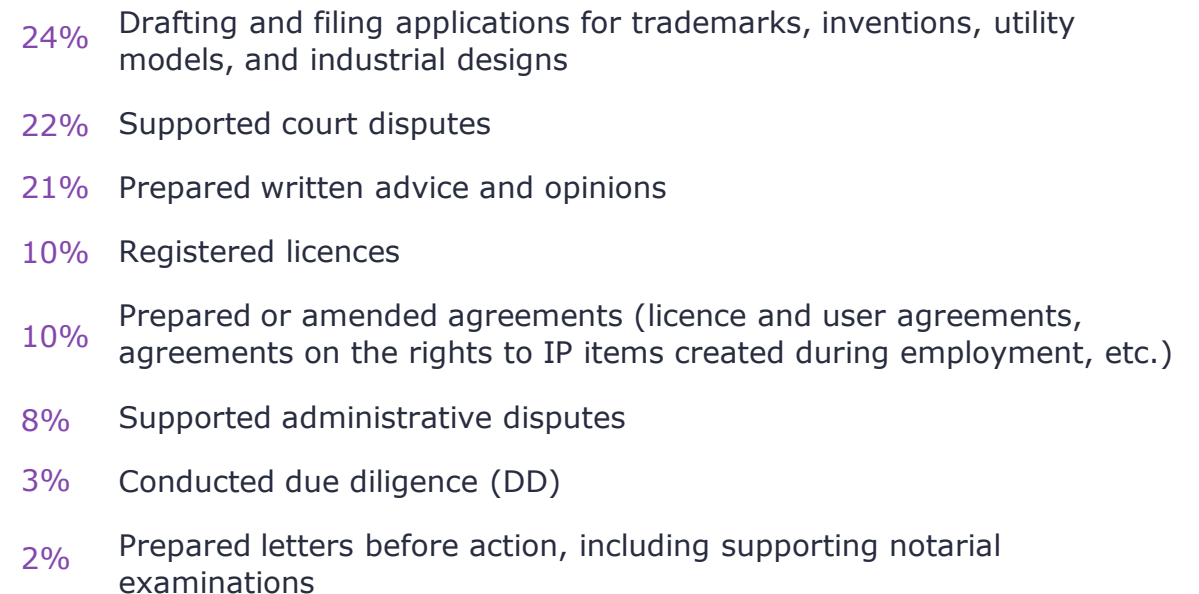 24% Drafting and filing applications for trademarks, inventions, utility
models, and industrial designs
22% Supported court disputes
21% Prepared written advice and opinions
10% Registered licences
10% Prepared or amended agreements (licence and user agreements,
agreements on the rights to IP items created during employment, etc.)
8% Supported administrative disputes
3% Conducted due diligence (DD)
2% Prepared letters before action, including supporting notarial
examinations